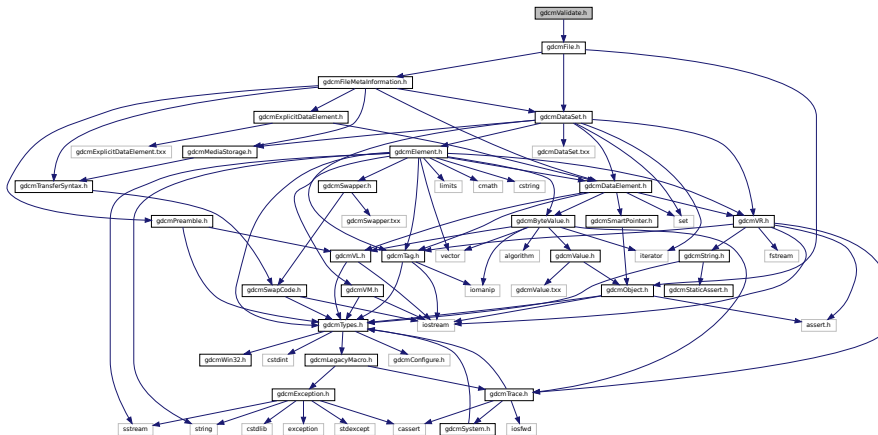 gdcmValidate.h
gdcmFile.h
gdcmFileMetaInformation.h
gdcmExplicitDataElement.h gdcmDataSet.h
gdcmExplicitDataElement.txx gdcmMediaStorage.h gdcmElement.h gdcmDataSet.txx
gdcmTransferSyntax.h gdcmSwapper.h limits cmath cstring gdcmDataElement.h
gdcmPreamble.h gdcmSwapper.txx gdcmByteValue.h gdcmSmartPointer.h set gdcmVR.h
gdcmVL.h gdcmTag.h vector algorithm gdcmValue.h iterator gdcmString.h fstream
gdcmSwapCode.h gdcmVM.h iomanip gdcmValue.txx gdcmObject.h gdcmStaticAssert.h
gdcmTypes.h iostream assert.h
gdcmWin32.h cstdint gdcmLegacyMacro.h gdcmConfigure.h
gdcmException.h gdcmTrace.h
sstream string cstdlib exception stdexcept cassert gdcmSystem.h iosfwd